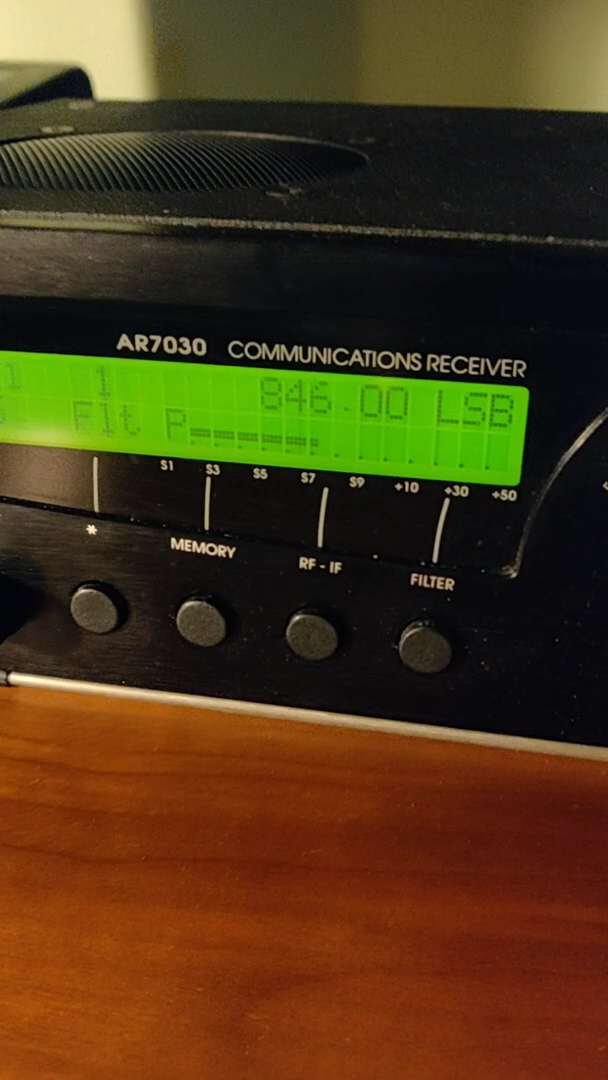 AR7030 COMMUNICATIONS RECEIVER
1 1 846.00 LSB
Flt P
S1 S3 S5 S7 S9 +10 +30 +50
* MEMORY RF - IF FILTER